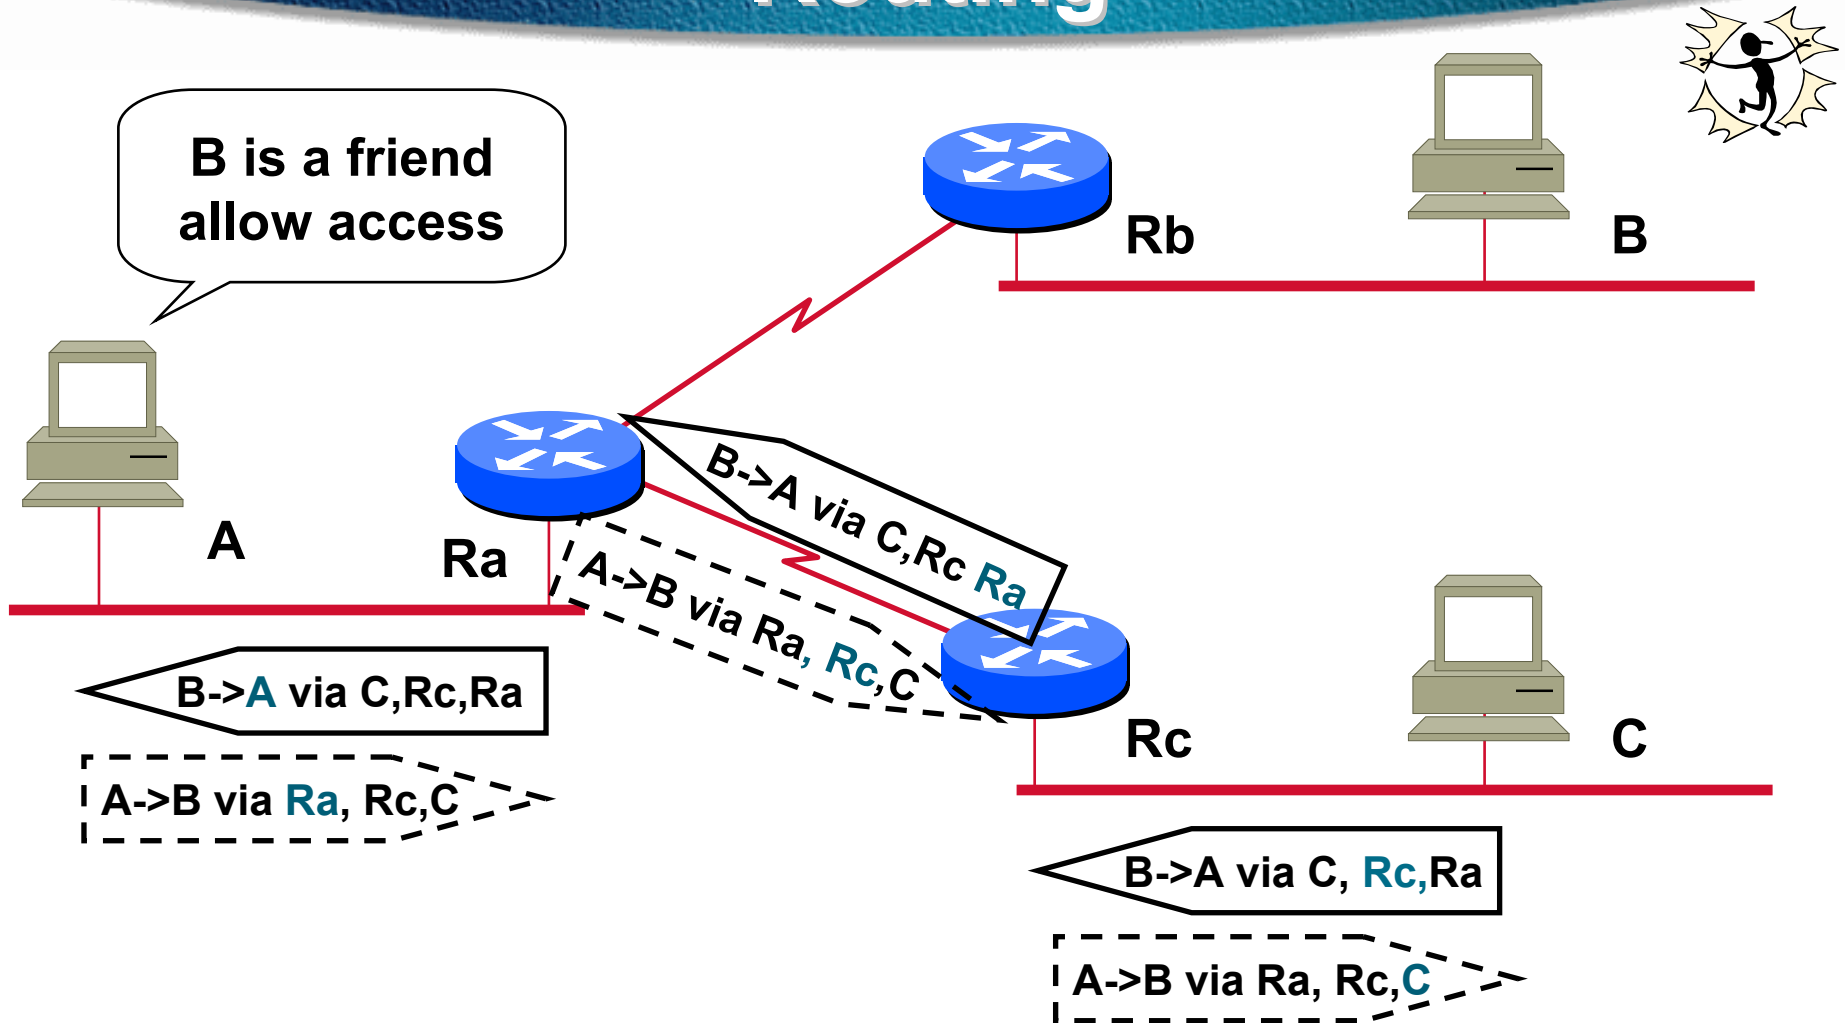 Routing
B is a friend
allow access
Rb
B
A
Ra
B->A via C,Rc Ra
A->B via Ra, Rc,C
B->A via C,Rc,Ra
A->B via Ra, Rc,C
Rc
C
B->A via C, Rc,Ra
A->B via Ra, Rc,C